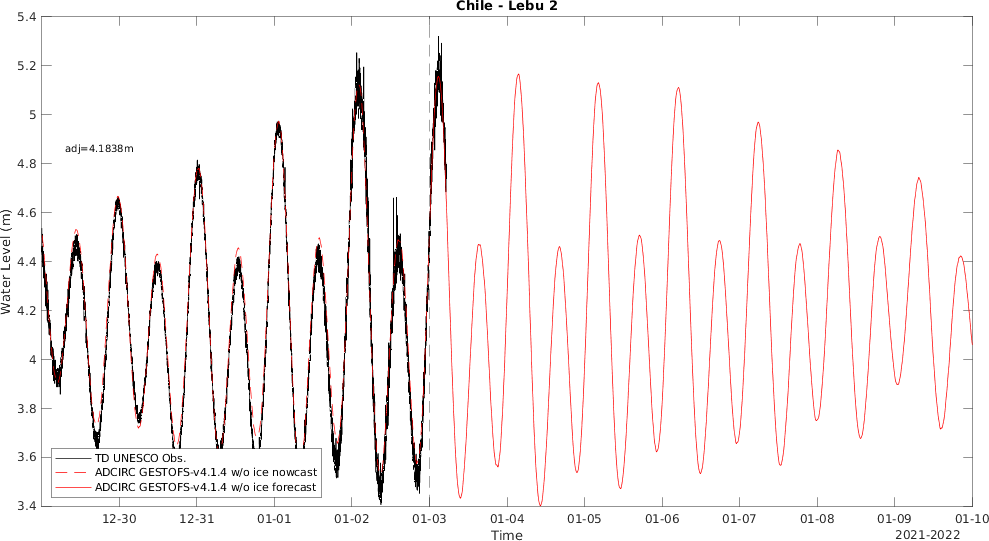 Chile - Lebu 2
5.4
5.2
5
4.8
4.6
4.4
4.2
4
3.8
3.6
3.4
Water Level (m)
adj=4.1838m
TD UNESCO Obs.
ADCIRC GESTOFS-v4.1.4 w/o ice nowcast
ADCIRC GESTOFS-v4.1.4 w/o ice forecast
12-30 12-31 01-01 01-02 01-03 01-04 01-05 01-06 01-07 01-08 01-09 01-10
Time
2021-2022